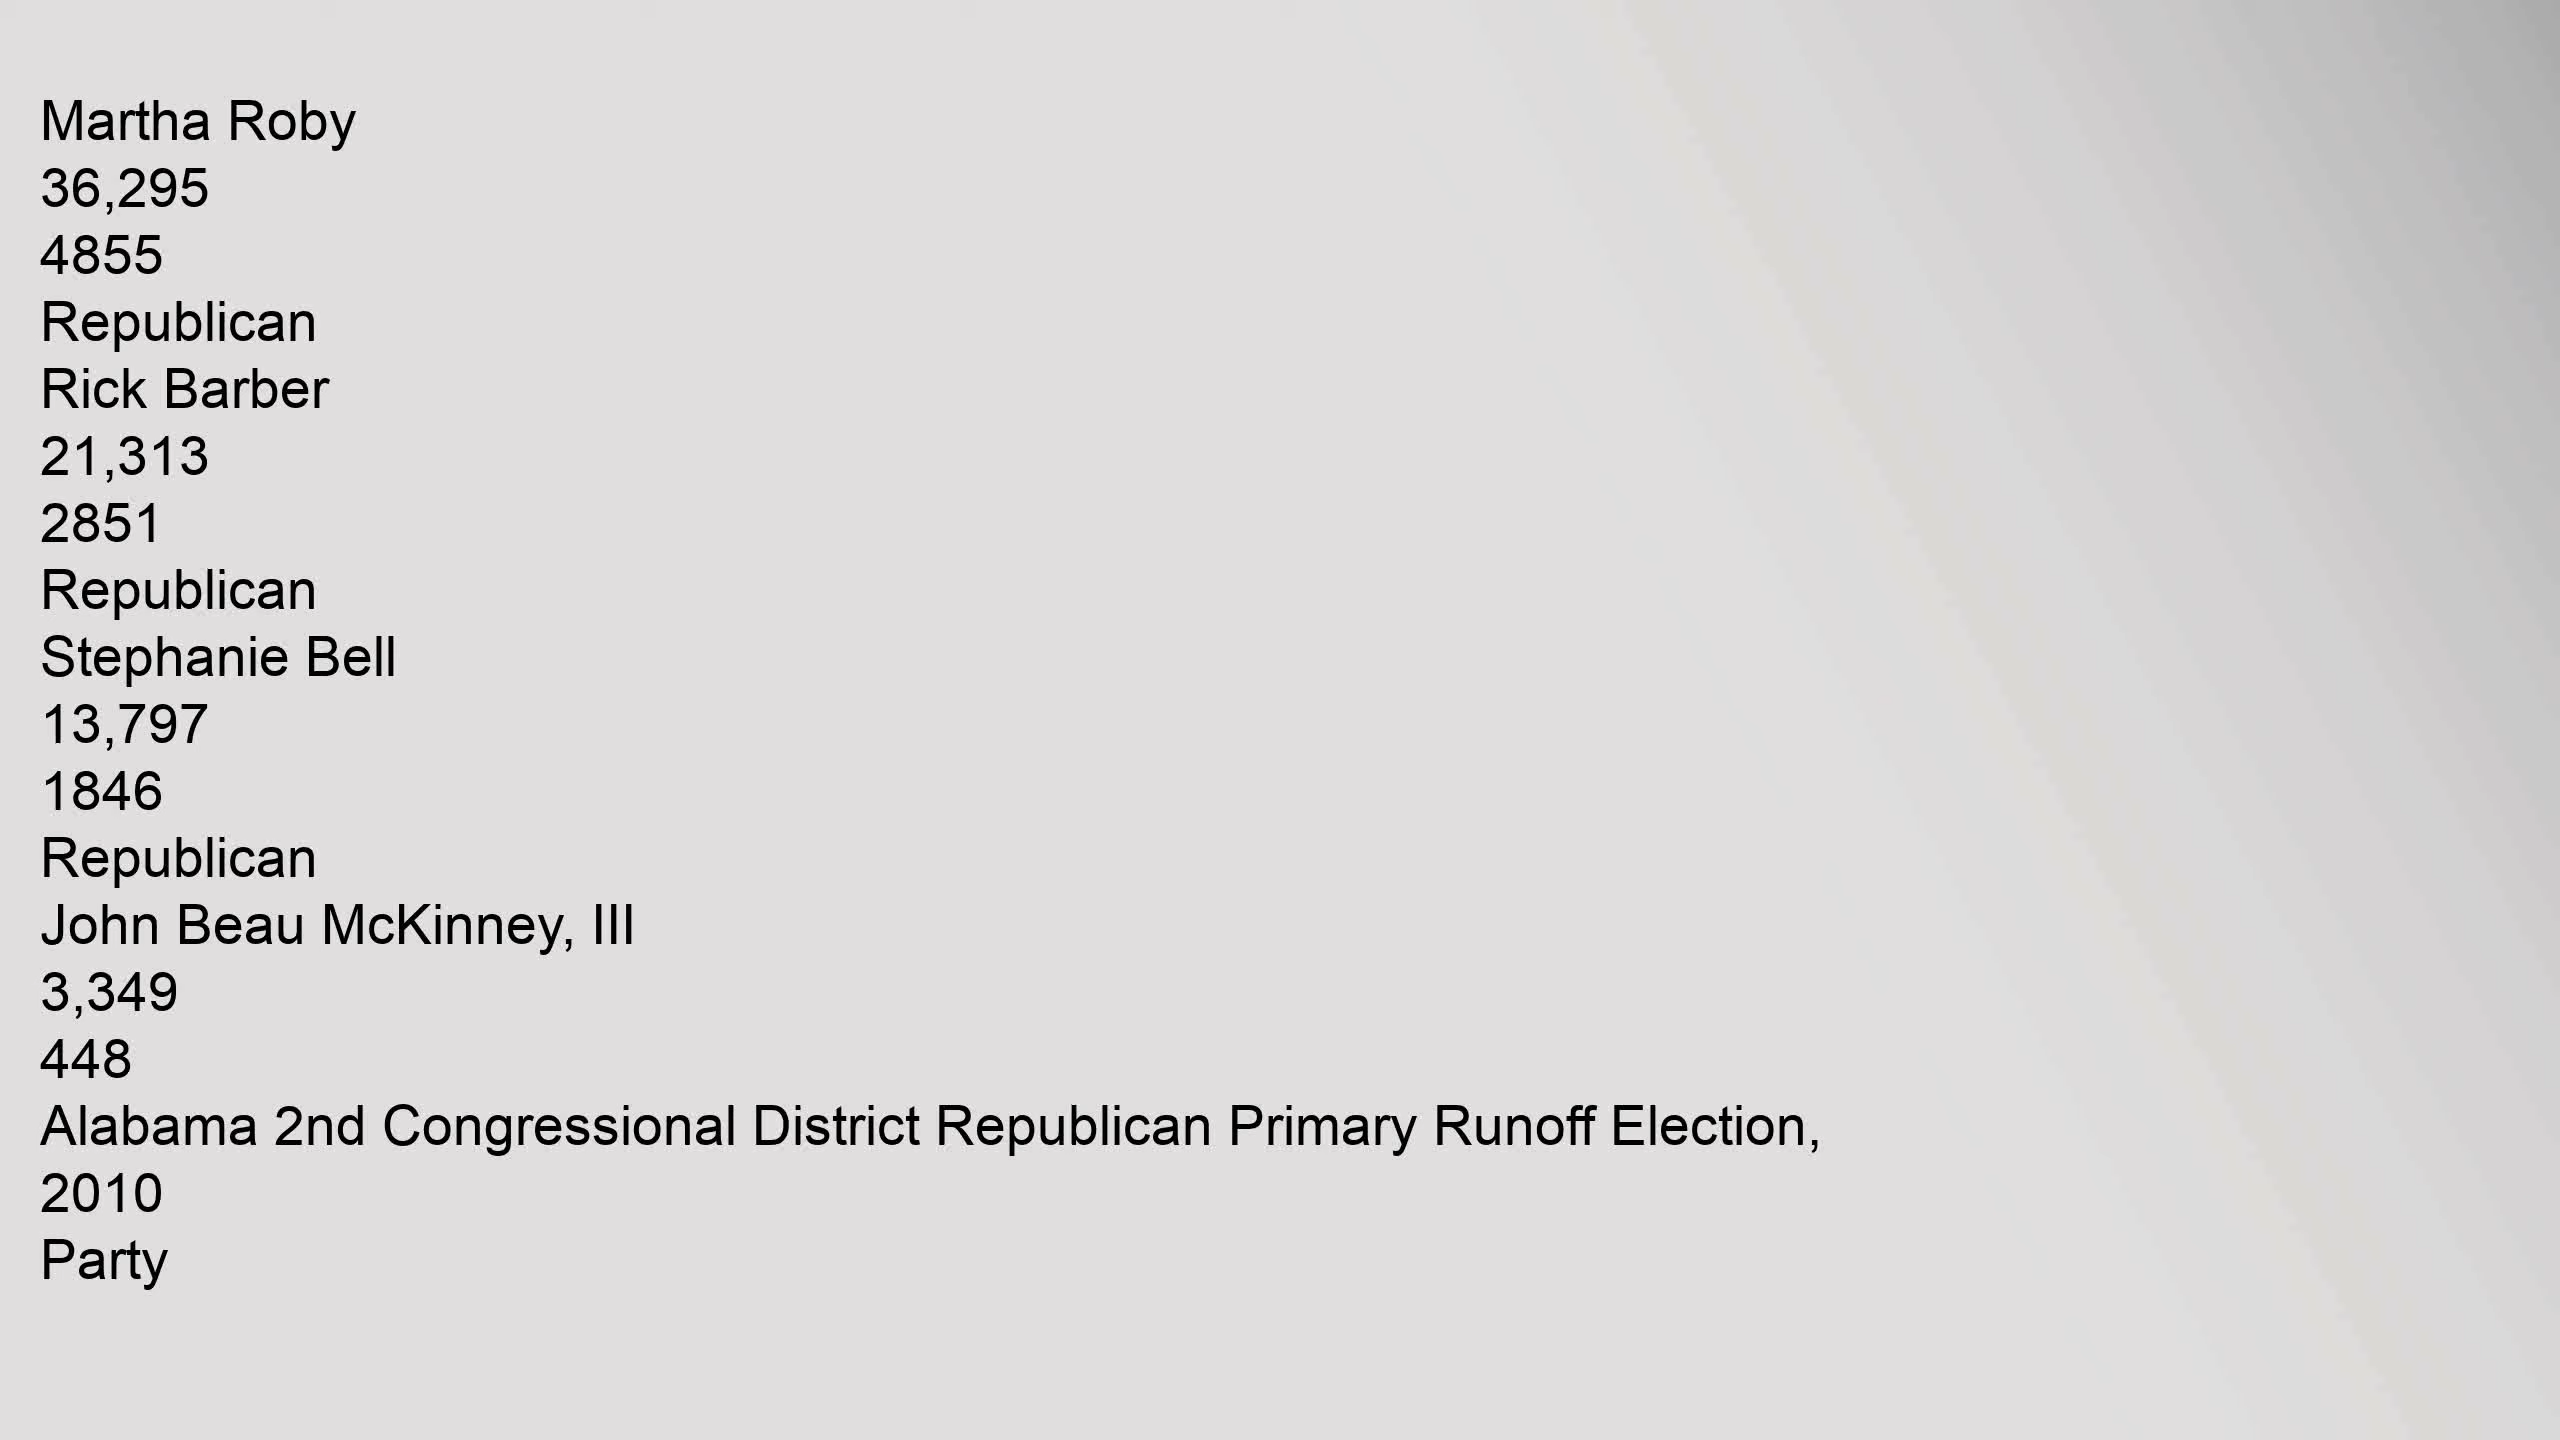 Martha Roby
36,295
4855
Republican
Rick Barber
21,313
2851
Republican
Stephanie Bell
13,797
1846
Republican
John Beau McKinney, III
3,349
448
Alabama 2nd Congressional District Republican Primary Runoff Election,
2010
Party